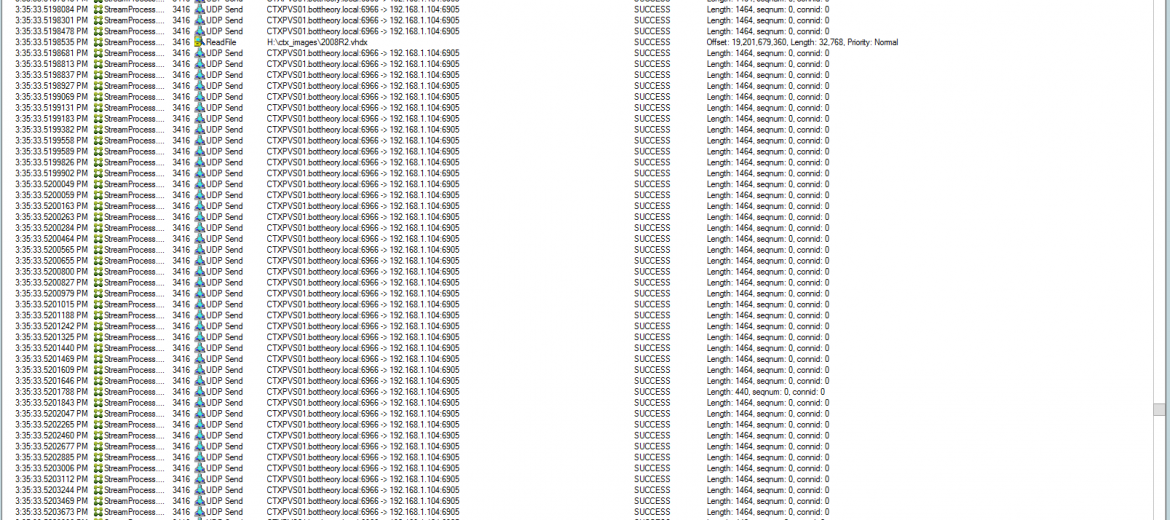 3:35:33.5198084 PM StreamProcess.... 3416 UDP Send CTXPVS01.bottheory.local:6966 -> 192.168.1.104:6905 SUCCESS Length: 1464, seqnum: 0, connid: 0
3:35:33.5198301 PM StreamProcess.... 3416 UDP Send CTXPVS01.bottheory.local:6966 -> 192.168.1.104:6905 SUCCESS Length: 1464, seqnum: 0, connid: 0
3:35:33.5198478 PM StreamProcess.... 3416 UDP Send CTXPVS01.bottheory.local:6966 -> 192.168.1.104:6905 SUCCESS Length: 1464, seqnum: 0, connid: 0
3:35:33.5198535 PM StreamProcess.... 3416 ReadFile H:\ctx_images\2008R2.vhdx SUCCESS Offset: 19,201,679,360, Length: 32,768, Priority: Normal
3:35:33.5198681 PM StreamProcess.... 3416 UDP Send CTXPVS01.bottheory.local:6966 -> 192.168.1.104:6905 SUCCESS Length: 1464, seqnum: 0, connid: 0
3:35:33.5198813 PM StreamProcess.... 3416 UDP Send CTXPVS01.bottheory.local:6966 -> 192.168.1.104:6905 SUCCESS Length: 1464, seqnum: 0, connid: 0
3:35:33.5198837 PM StreamProcess.... 3416 UDP Send CTXPVS01.bottheory.local:6966 -> 192.168.1.104:6905 SUCCESS Length: 1464, seqnum: 0, connid: 0
3:35:33.5198927 PM StreamProcess.... 3416 UDP Send CTXPVS01.bottheory.local:6966 -> 192.168.1.104:6905 SUCCESS Length: 1464, seqnum: 0, connid: 0
3:35:33.5199069 PM StreamProcess.... 3416 UDP Send CTXPVS01.bottheory.local:6966 -> 192.168.1.104:6905 SUCCESS Length: 1464, seqnum: 0, connid: 0
3:35:33.5199131 PM StreamProcess.... 3416 UDP Send CTXPVS01.bottheory.local:6966 -> 192.168.1.104:6905 SUCCESS Length: 1464, seqnum: 0, connid: 0
3:35:33.5199183 PM StreamProcess.... 3416 UDP Send CTXPVS01.bottheory.local:6966 -> 192.168.1.104:6905 SUCCESS Length: 1464, seqnum: 0, connid: 0
3:35:33.5199382 PM StreamProcess.... 3416 UDP Send CTXPVS01.bottheory.local:6966 -> 192.168.1.104:6905 SUCCESS Length: 1464, seqnum: 0, connid: 0
3:35:33.5199558 PM StreamProcess.... 3416 UDP Send CTXPVS01.bottheory.local:6966 -> 192.168.1.104:6905 SUCCESS Length: 1464, seqnum: 0, connid: 0
3:35:33.5199589 PM StreamProcess.... 3416 UDP Send CTXPVS01.bottheory.local:6966 -> 192.168.1.104:6905 SUCCESS Length: 1464, seqnum: 0, connid: 0
3:35:33.5199826 PM StreamProcess.... 3416 UDP Send CTXPVS01.bottheory.local:6966 -> 192.168.1.104:6905 SUCCESS Length: 1464, seqnum: 0, connid: 0
3:35:33.5199902 PM StreamProcess.... 3416 UDP Send CTXPVS01.bottheory.local:6966 -> 192.168.1.104:6905 SUCCESS Length: 1464, seqnum: 0, connid: 0
3:35:33.5200049 PM StreamProcess.... 3416 UDP Send CTXPVS01.bottheory.local:6966 -> 192.168.1.104:6905 SUCCESS Length: 1464, seqnum: 0, connid: 0
3:35:33.5200059 PM StreamProcess.... 3416 UDP Send CTXPVS01.bottheory.local:6966 -> 192.168.1.104:6905 SUCCESS Length: 1464, seqnum: 0, connid: 0
3:35:33.5200163 PM StreamProcess.... 3416 UDP Send CTXPVS01.bottheory.local:6966 -> 192.168.1.104:6905 SUCCESS Length: 1464, seqnum: 0, connid: 0
3:35:33.5200263 PM StreamProcess.... 3416 UDP Send CTXPVS01.bottheory.local:6966 -> 192.168.1.104:6905 SUCCESS Length: 1464, seqnum: 0, connid: 0
3:35:33.5200284 PM StreamProcess.... 3416 UDP Send CTXPVS01.bottheory.local:6966 -> 192.168.1.104:6905 SUCCESS Length: 1464, seqnum: 0, connid: 0
3:35:33.5200464 PM StreamProcess.... 3416 UDP Send CTXPVS01.bottheory.local:6966 -> 192.168.1.104:6905 SUCCESS Length: 1464, seqnum: 0, connid: 0
3:35:33.5200565 PM StreamProcess.... 3416 UDP Send CTXPVS01.bottheory.local:6966 -> 192.168.1.104:6905 SUCCESS Length: 1464, seqnum: 0, connid: 0
3:35:33.5200655 PM StreamProcess.... 3416 UDP Send CTXPVS01.bottheory.local:6966 -> 192.168.1.104:6905 SUCCESS Length: 1464, seqnum: 0, connid: 0
3:35:33.5200800 PM StreamProcess.... 3416 UDP Send CTXPVS01.bottheory.local:6966 -> 192.168.1.104:6905 SUCCESS Length: 1464, seqnum: 0, connid: 0
3:35:33.5200827 PM StreamProcess.... 3416 UDP Send CTXPVS01.bottheory.local:6966 -> 192.168.1.104:6905 SUCCESS Length: 1464, seqnum: 0, connid: 0
3:35:33.5200979 PM StreamProcess.... 3416 UDP Send CTXPVS01.bottheory.local:6966 -> 192.168.1.104:6905 SUCCESS Length: 1464, seqnum: 0, connid: 0
3:35:33.5201015 PM StreamProcess.... 3416 UDP Send CTXPVS01.bottheory.local:6966 -> 192.168.1.104:6905 SUCCESS Length: 1464, seqnum: 0, connid: 0
3:35:33.5201188 PM StreamProcess.... 3416 UDP Send CTXPVS01.bottheory.local:6966 -> 192.168.1.104:6905 SUCCESS Length: 1464, seqnum: 0, connid: 0
3:35:33.5201242 PM StreamProcess.... 3416 UDP Send CTXPVS01.bottheory.local:6966 -> 192.168.1.104:6905 SUCCESS Length: 1464, seqnum: 0, connid: 0
3:35:33.5201325 PM StreamProcess.... 3416 UDP Send CTXPVS01.bottheory.local:6966 -> 192.168.1.104:6905 SUCCESS Length: 1464, seqnum: 0, connid: 0
3:35:33.5201440 PM StreamProcess.... 3416 UDP Send CTXPVS01.bottheory.local:6966 -> 192.168.1.104:6905 SUCCESS Length: 1464, seqnum: 0, connid: 0
3:35:33.5201469 PM StreamProcess.... 3416 UDP Send CTXPVS01.bottheory.local:6966 -> 192.168.1.104:6905 SUCCESS Length: 1464, seqnum: 0, connid: 0
3:35:33.5201609 PM StreamProcess.... 3416 UDP Send CTXPVS01.bottheory.local:6966 -> 192.168.1.104:6905 SUCCESS Length: 1464, seqnum: 0, connid: 0
3:35:33.5201646 PM StreamProcess.... 3416 UDP Send CTXPVS01.bottheory.local:6966 -> 192.168.1.104:6905 SUCCESS Length: 1464, seqnum: 0, connid: 0
3:35:33.5201788 PM StreamProcess.... 3416 UDP Send CTXPVS01.bottheory.local:6966 -> 192.168.1.104:6905 SUCCESS Length: 440, seqnum: 0, connid: 0
3:35:33.5201843 PM StreamProcess.... 3416 UDP Send CTXPVS01.bottheory.local:6966 -> 192.168.1.104:6905 SUCCESS Length: 1464, seqnum: 0, connid: 0
3:35:33.5202047 PM StreamProcess.... 3416 UDP Send CTXPVS01.bottheory.local:6966 -> 192.168.1.104:6905 SUCCESS Length: 1464, seqnum: 0, connid: 0
3:35:33.5202265 PM StreamProcess.... 3416 UDP Send CTXPVS01.bottheory.local:6966 -> 192.168.1.104:6905 SUCCESS Length: 1464, seqnum: 0, connid: 0
3:35:33.5202460 PM StreamProcess.... 3416 UDP Send CTXPVS01.bottheory.local:6966 -> 192.168.1.104:6905 SUCCESS Length: 1464, seqnum: 0, connid: 0
3:35:33.5202677 PM StreamProcess.... 3416 UDP Send CTXPVS01.bottheory.local:6966 -> 192.168.1.104:6905 SUCCESS Length: 1464, seqnum: 0, connid: 0
3:35:33.5202885 PM StreamProcess.... 3416 UDP Send CTXPVS01.bottheory.local:6966 -> 192.168.1.104:6905 SUCCESS Length: 1464, seqnum: 0, connid: 0
3:35:33.5203006 PM StreamProcess.... 3416 UDP Send CTXPVS01.bottheory.local:6966 -> 192.168.1.104:6905 SUCCESS Length: 1464, seqnum: 0, connid: 0
3:35:33.5203112 PM StreamProcess.... 3416 UDP Send CTXPVS01.bottheory.local:6966 -> 192.168.1.104:6905 SUCCESS Length: 1464, seqnum: 0, connid: 0
3:35:33.5203244 PM StreamProcess.... 3416 UDP Send CTXPVS01.bottheory.local:6966 -> 192.168.1.104:6905 SUCCESS Length: 1464, seqnum: 0, connid: 0
3:35:33.5203469 PM StreamProcess.... 3416 UDP Send CTXPVS01.bottheory.local:6966 -> 192.168.1.104:6905 SUCCESS Length: 1464, seqnum: 0, connid: 0
3:35:33.5203673 PM StreamProcess.... 3416 UDP Send CTXPVS01.bottheory.local:6966 -> 192.168.1.104:6905 SUCCESS Length: 1464, seqnum: 0, connid: 0